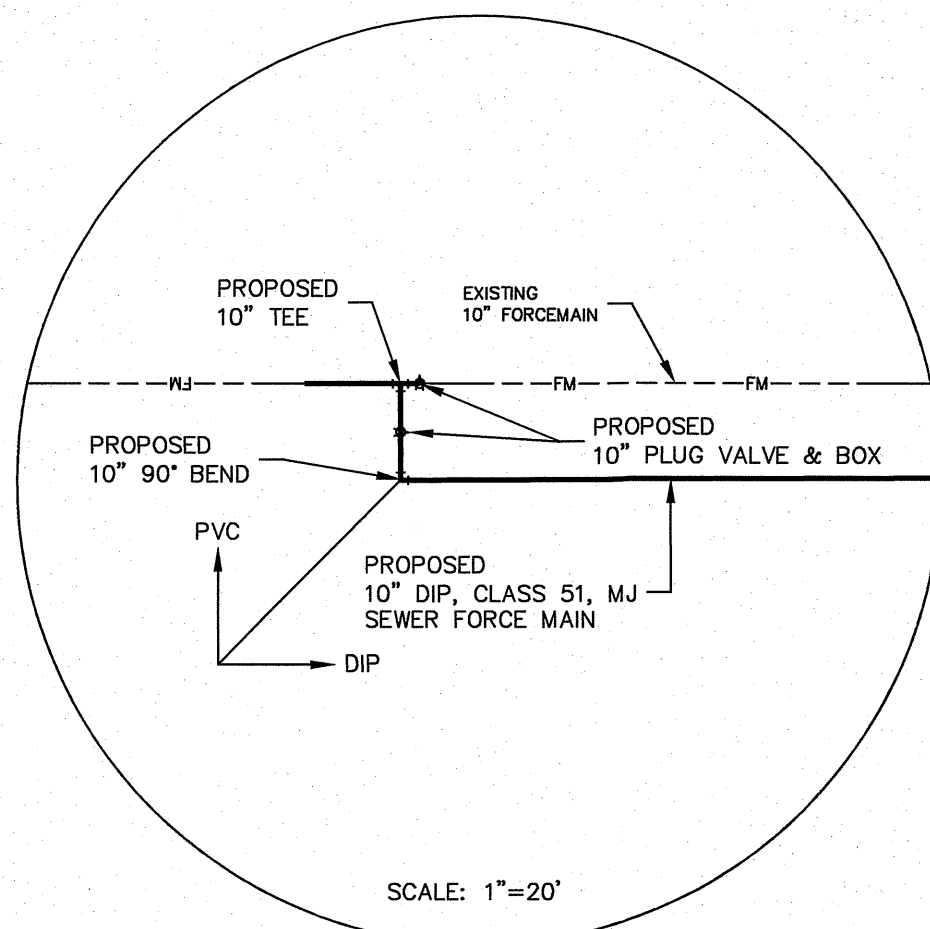 PROPOSED
10" TEE
EXISTING
10" FORCEMAIN
FM
FM
FM
PROPOSED
10" PLUG VALVE & BOX
PROPOSED
10" 90° BEND
PVC
PROPOSED
10" DIP, CLASS 51, MJ
SEWER FORCE MAIN
DIP
SCALE: 1"=20'